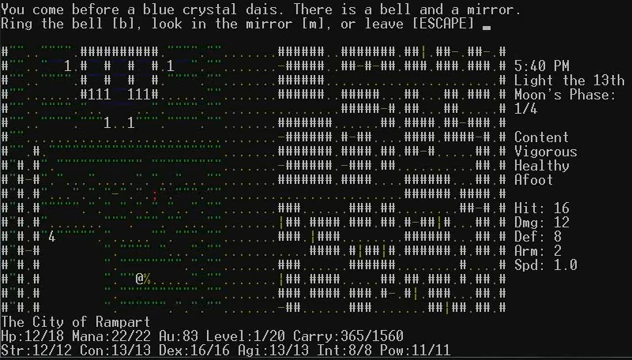 You come before a blue crystal dais. There is a bell and a mirror.
Ring the bell [b], look in the mirror [m], or leave [ESCAPE]
5:40 PM
Light the 13th
Moon's Phase:
1/4
Content
Vigorous
Healthy
Afoot
Hit: 16
Dmg: 12
Def: 8
Arm: 2
Spd: 1.0
The City of Rampart
Hp:12/18 Mana:22/22 Au:83 Level:1/20 Carry:365/1560
Str:12/12 Con:13/13 Dex:16/16 Agi:13/13 Int:8/8 Pow:11/11